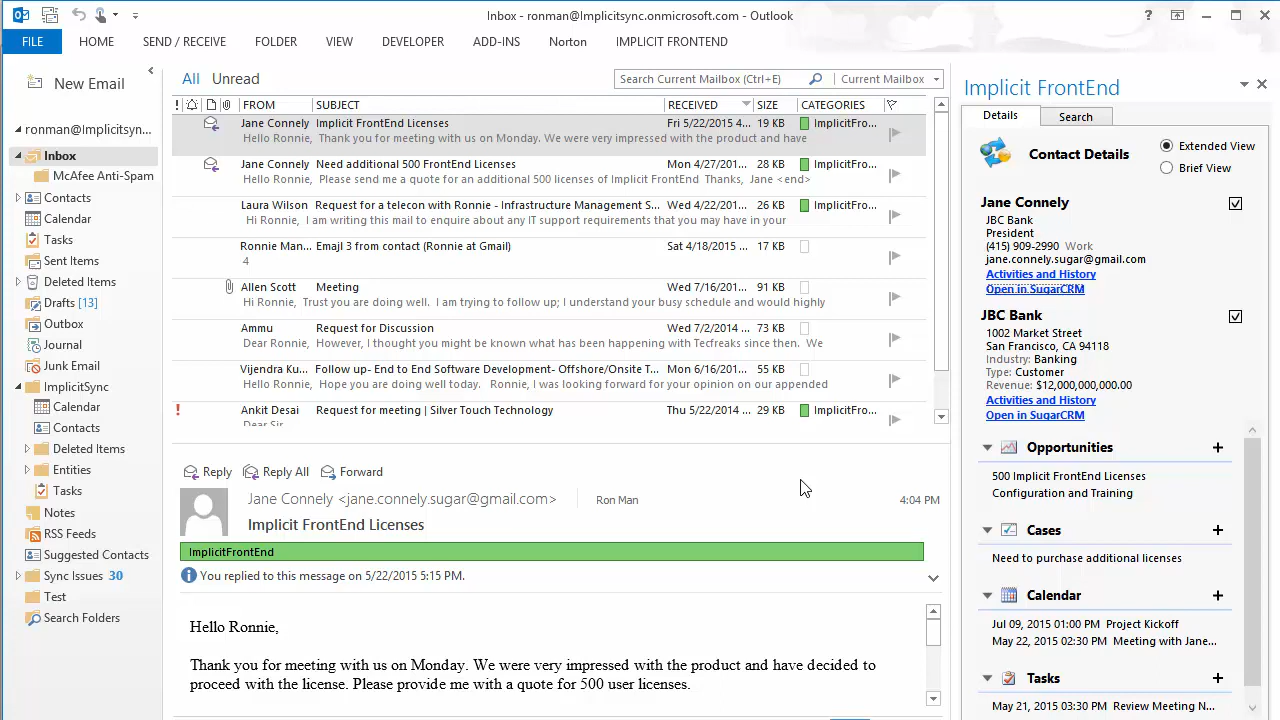 Inbox - ronman@Implicitsync.onmicrosoft.com - Outlook
?
FILE HOME SEND / RECEIVE FOLDER VIEW DEVELOPER ADD-INS Norton IMPLICIT FRONTEND
New Email
ronman@Implicitsync,...
Inbox
McAfee Anti-Spam
Contacts
Calendar
Tasks
Sent Items
Deleted Items
Drafts [13]
Outbox
Journal
Junk Email
ImplicitSync
Calendar
Contacts
Deleted Items
Entities
Tasks
Notes
RSS Feeds
Suggested Contacts
Sync Issues 30
Test
Search Folders
All Unread
Search Current Mailbox (Ctrl+E) Current Mailbox
! FROM SUBJECT RECEIVED SIZE CATEGORIES
Jane Connely Implicit FrontEnd Licenses Fri 5/22/2015 4... 19 KB ImplicitFro...
Hello Ronnie, Thank you for meeting with us on Monday. We were very impressed with the product and have
Jane Connely Need additional 500 FrontEnd Licenses Mon 4/27/201... 28 KB ImplicitFro...
Hello Ronnie, Please send me a quote for an additional 500 licenses of Implicit FrontEnd Thanks, Jane <end>
Laura Wilson Request for a telecon with Ronnie - Infrastructure Management S... Wed 4/22/201... 26 KB ImplicitFro...
Hi Ronnie, I am writing this mail to enquire about any IT support requirements that you may have in your
Ronnie Man... Emajl 3 from contact (Ronnie at Gmail) Sat 4/18/2015 ... 17 KB
4
Allen Scott Meeting Wed 7/16/201... 91 KB
Hi Ronnie, Trust you are doing well. I am trying to follow up; I understand your busy schedule and would highly
Ammu Request for Discussion Wed 7/2/2014 ... 73 KB
Dear Ronnie, However, I thought you might be known what has been happening with Tecfreaks since then. We
Vijendra Ku... Follow up- End to End Software Development- Offshore/Onsite T... Mon 6/16/201... 55 KB
Hello Ronnie, Hope you are doing well today. Ronnie, I was looking forward for your opinion on our appended
! Ankit Desai Request for meeting | Silver Touch Technology Thu 5/22/2014 ... 29 KB ImplicitFro...
Dear Sir
Reply Reply All Forward
Jane Connely <jane.connely.sugar@gmail.com> Ron Man 4:04 PM
Implicit FrontEnd Licenses
ImplicitFrontEnd
You replied to this message on 5/22/2015 5:15 PM.
Hello Ronnie,
Thank you for meeting with us on Monday. We were very impressed with the product and have decided to
proceed with the license. Please provide me with a quote for 500 user licenses.
Implicit FrontEnd
Details Search
Contact Details
Extended View
Brief View
Jane Connely
JBC Bank
President
(415) 909-2990 Work
jane.connely.sugar@gmail.com
Activities and History
Open in SugarCRM
JBC Bank
1002 Market Street
San Francisco, CA 94118
Industry: Banking
Type: Customer
Revenue: $12,000,000,000.00
Activities and History
Open in SugarCRM
Opportunities +
500 Implicit FrontEnd Licenses
Configuration and Training
Cases +
Need to purchase additional licenses
Calendar +
Jul 09, 2015 01:00 PM Project Kickoff
May 22, 2015 02:30 PM Meeting with Jane...
Tasks +
May 21, 2015 03:30 PM Review Meeting N...